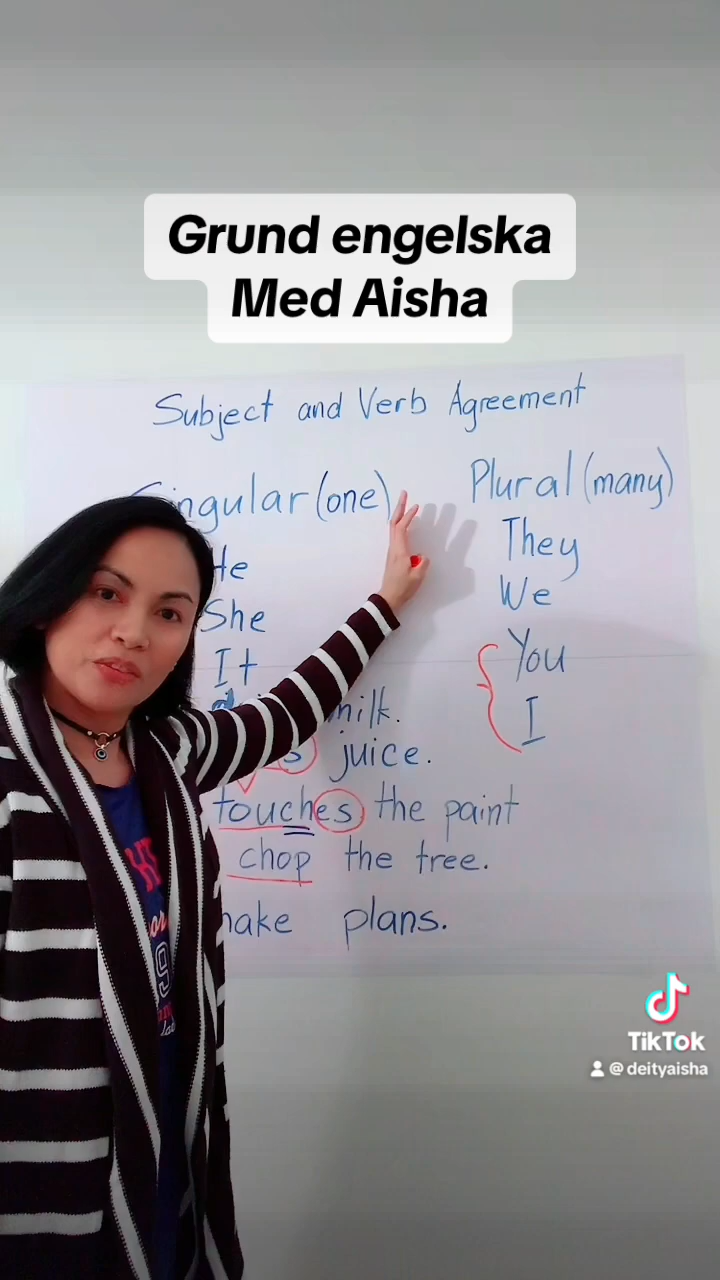 Grund engelska
Med Aisha
Subject and Verb Agreement
Singular (one)
Plural (many)
He
They
She
We
It
You
I
milk.
juice.
touches the paint
chop the tree.
make plans.
TikTok
@deityaisha